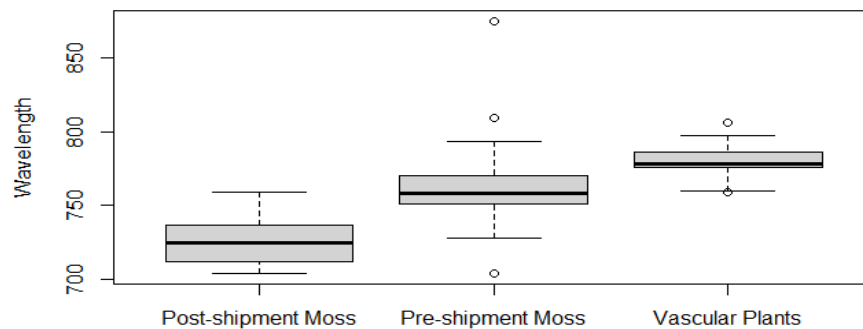 Wavelength
850
800
750
700
Post-shipment Moss
Pre-shipment Moss
Vascular Plants